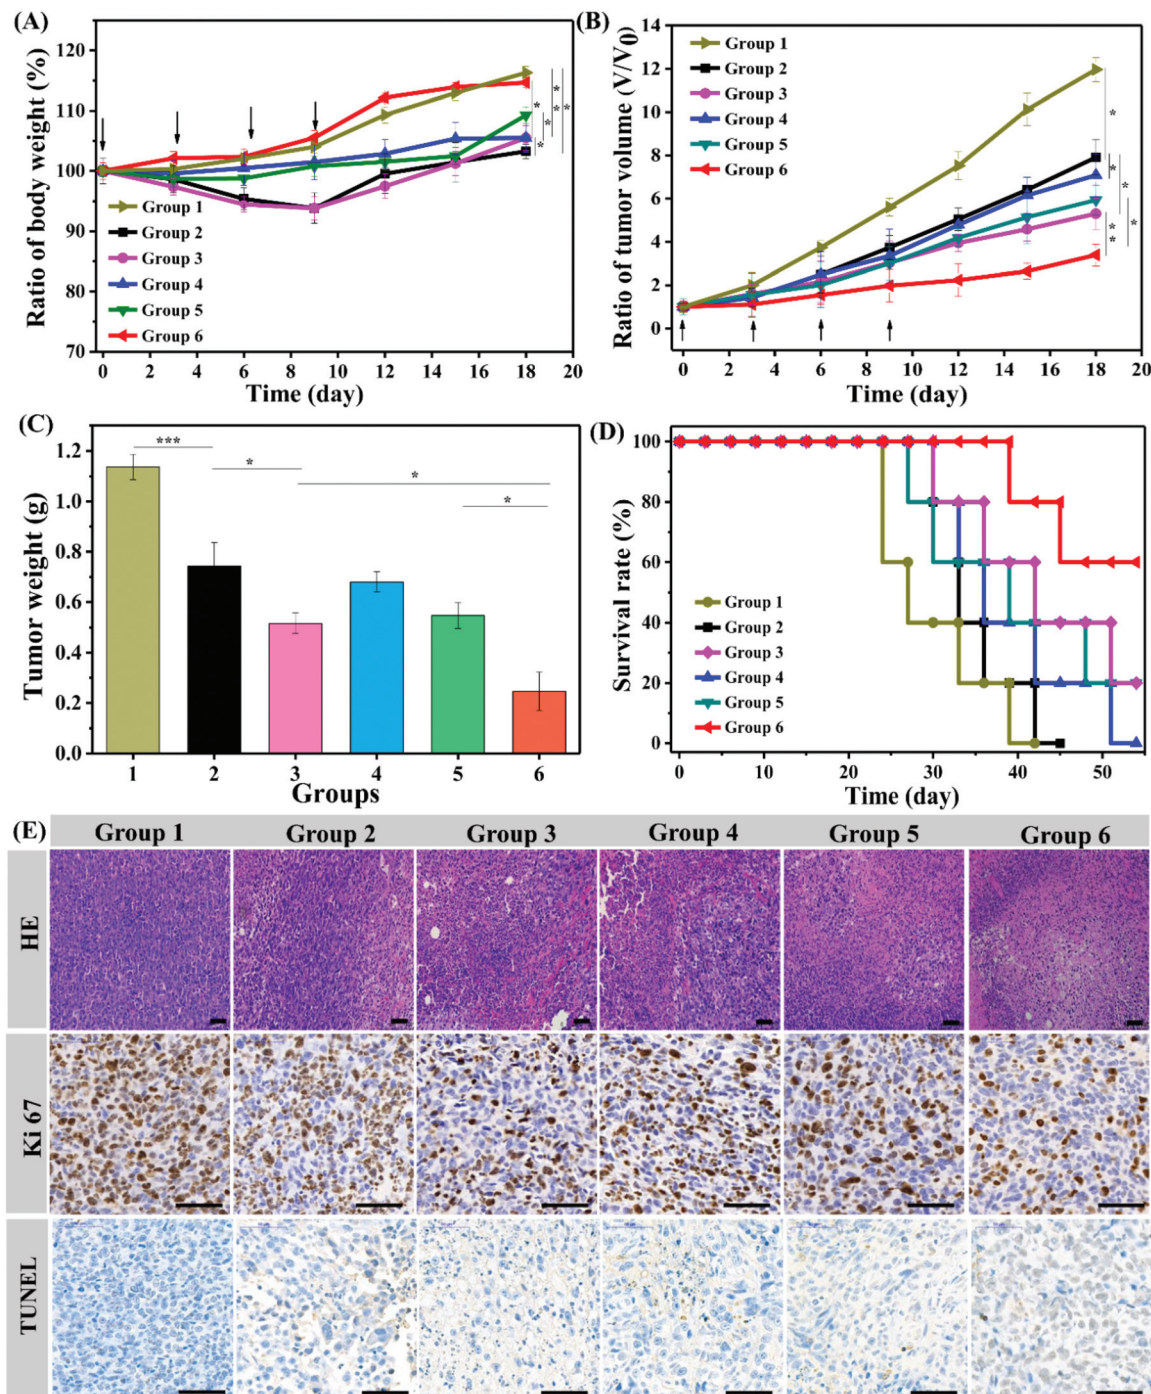 (A)
Ratio of body weight (%)
120
110
100
90
80
70
Group 1
Group 2
Group 3
Group 4
Group 5
Group 6
* *
*
*
*
*
*
0 2 4 6 8 10 12 14 16 18 20
Time (day)
(B)
Ratio of tumor volume (V/V0)
14
12
10
8
6
4
2
0
Group 1
Group 2
Group 3
Group 4
Group 5
Group 6
*
*
*
*
* *
0 2 4 6 8 10 12 14 16 18 20
Time (day)
(C)
Tumor weight (g)
1.2
1.0
0.8
0.6
0.4
0.2
0.0
***
*
*
*
1 2 3 4 5 6
Groups
(D)
Survival rate (%)
100
80
60
40
20
0
Group 1
Group 2
Group 3
Group 4
Group 5
Group 6
0 10 20 30 40 50
Time (day)
(E)
Group 1 Group 2 Group 3 Group 4 Group 5 Group 6
HE
Ki 67
TUNEL